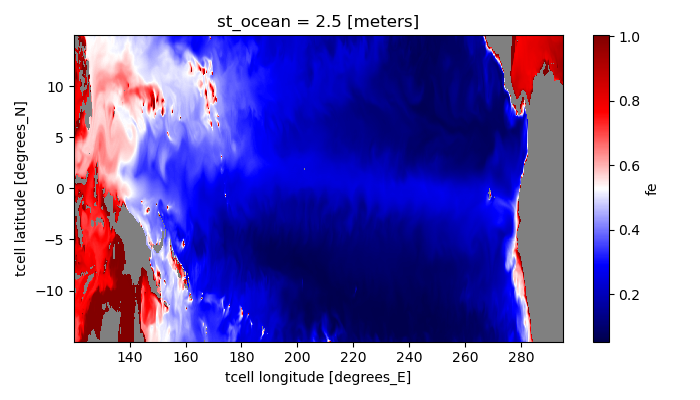 st_ocean = 2.5 [meters]
tcell latitude [degrees_N]
10
5
0
−5
−10
140 160 180 200 220 240 260 280
tcell longitude [degrees_E]
1.0
0.8
0.6
0.4
0.2
fe